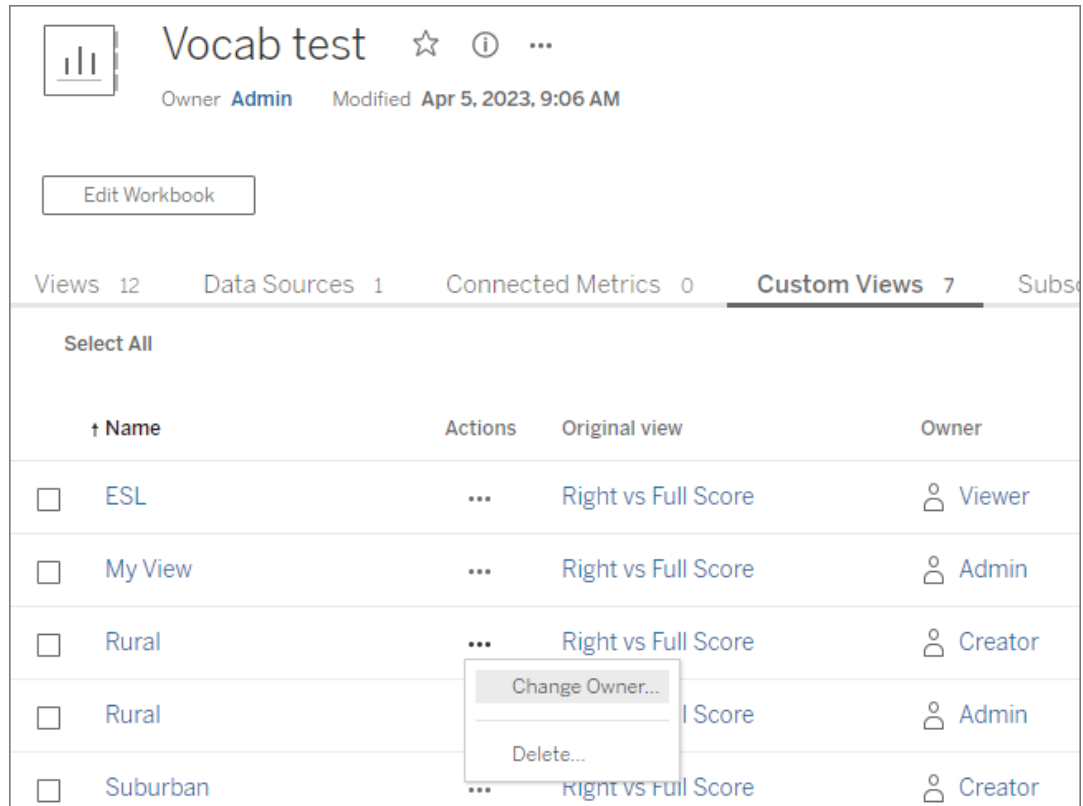 Vocab test
Owner Admin Modified Apr 5, 2023, 9:06 AM
Edit Workbook
Views 12 Data Sources 1 Connected Metrics 0 Custom Views 7 Subsc
Select All
↑ Name Actions Original view Owner
ESL ... Right vs Full Score Viewer
My View ... Right vs Full Score Admin
Rural ... Right vs Full Score Creator
Change Owner...
Rural l Score Admin
Delete...
Suburban ... Right vs Full Score Creator